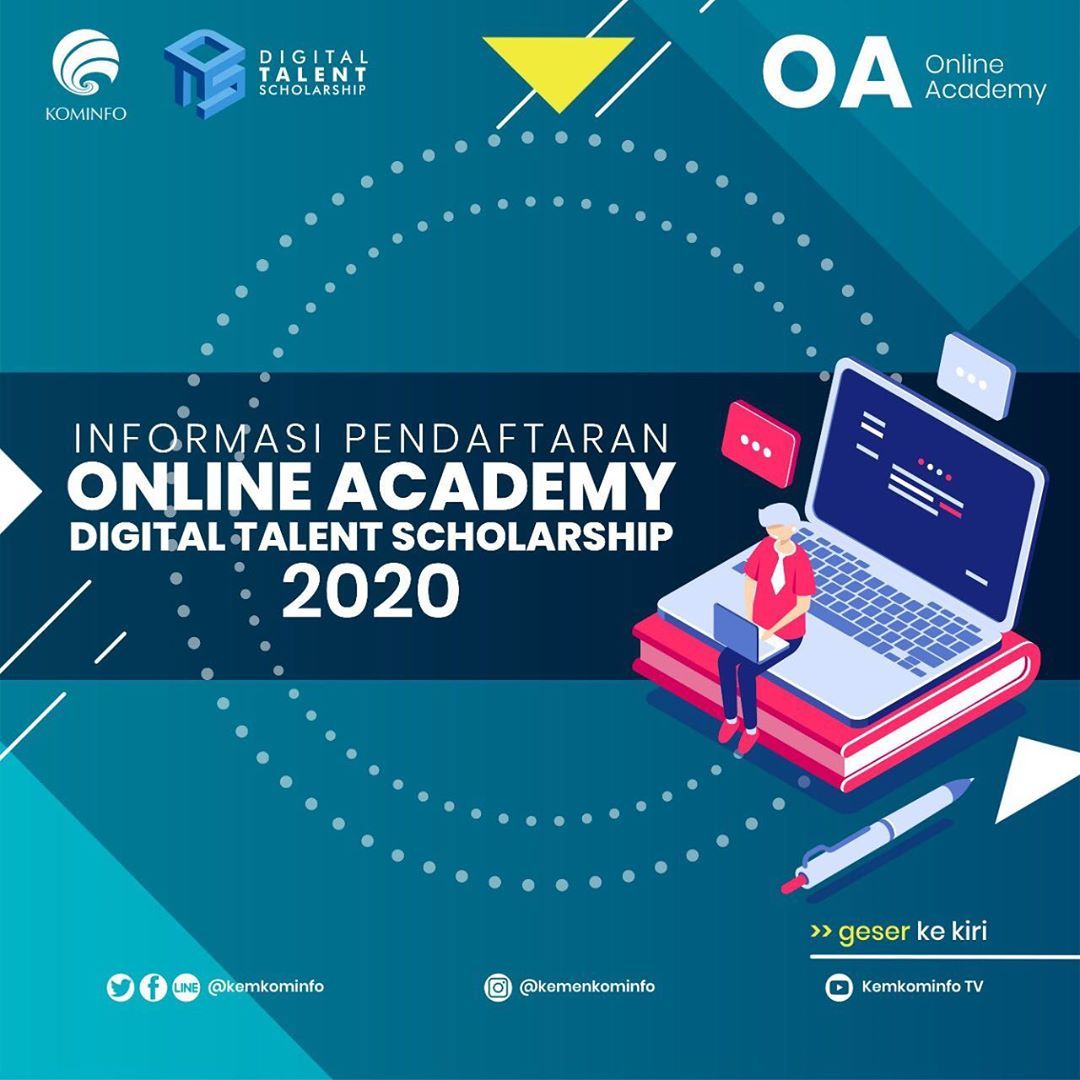 KOMINFO
DIGITAL
TALENT
SCHOLARSHIP
OA
Online
Academy
INFORMASI PENDAFTARAN
ONLINE ACADEMY
DIGITAL TALENT SCHOLARSHIP
2020
>> geser ke kiri
LINE @kemkominfo
@kemenkominfo
Kemkominfo TV